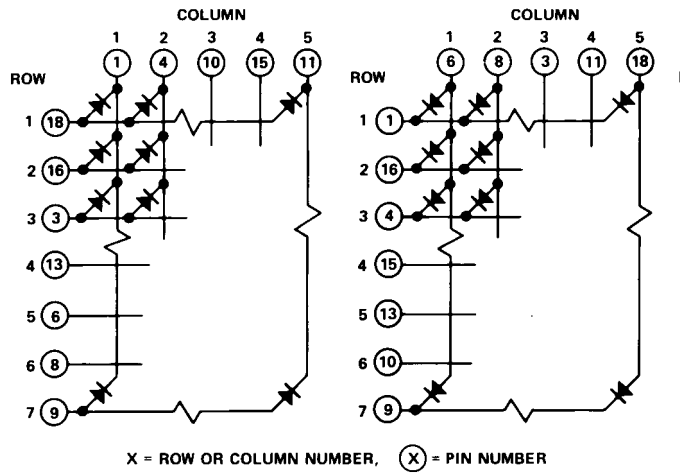 COLUMN
1 2 3 4 5
1 4 10 15 11
ROW
1 18
2 16
3 3
4 13
5 6
6 8
7 9
COLUMN
1 2 3 4 5
6 8 3 11 18
ROW
1 1
2 16
3 4
4 15
5 13
6 10
7 9
X = ROW OR COLUMN NUMBER, X = PIN NUMBER